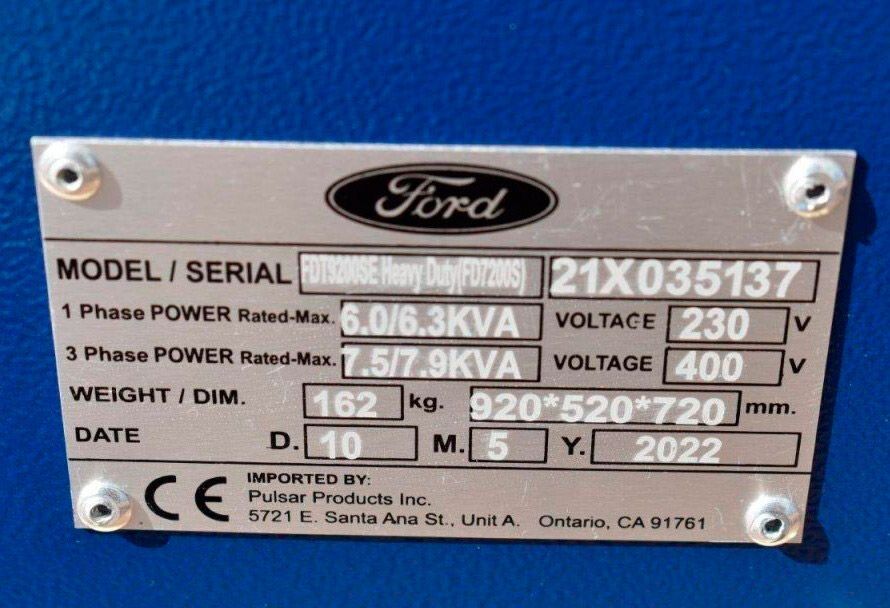 Ford
MODEL / SERIAL FDT9200SE Heavy Duty(FD7200S) 21X035137
1 Phase POWER Rated-Max. 6.0/6.3KVA VOLTAGE 230 V
3 Phase POWER Rated-Max. 7.5/7.9KVA VOLTAGE 400 V
WEIGHT / DIM. 162 kg. 920*520*720 mm.
DATE D. 10 M. 5 Y. 2022
CE IMPORTED BY:
Pulsar Products Inc.
5721 E. Santa Ana St., Unit A. Ontario, CA 91761